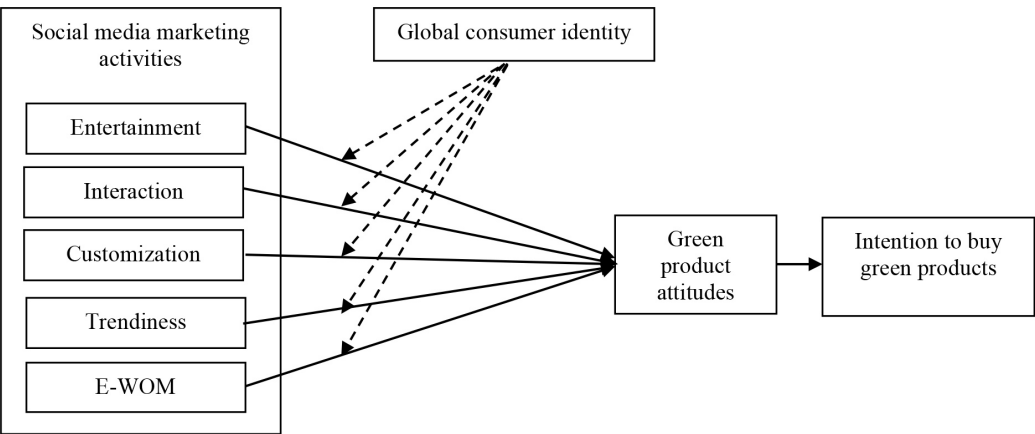 Social media marketing
activities
Global consumer identity
Entertainment
Interaction
Customization
Trendiness
E-WOM
Green
product
attitudes
Intention to buy
green products